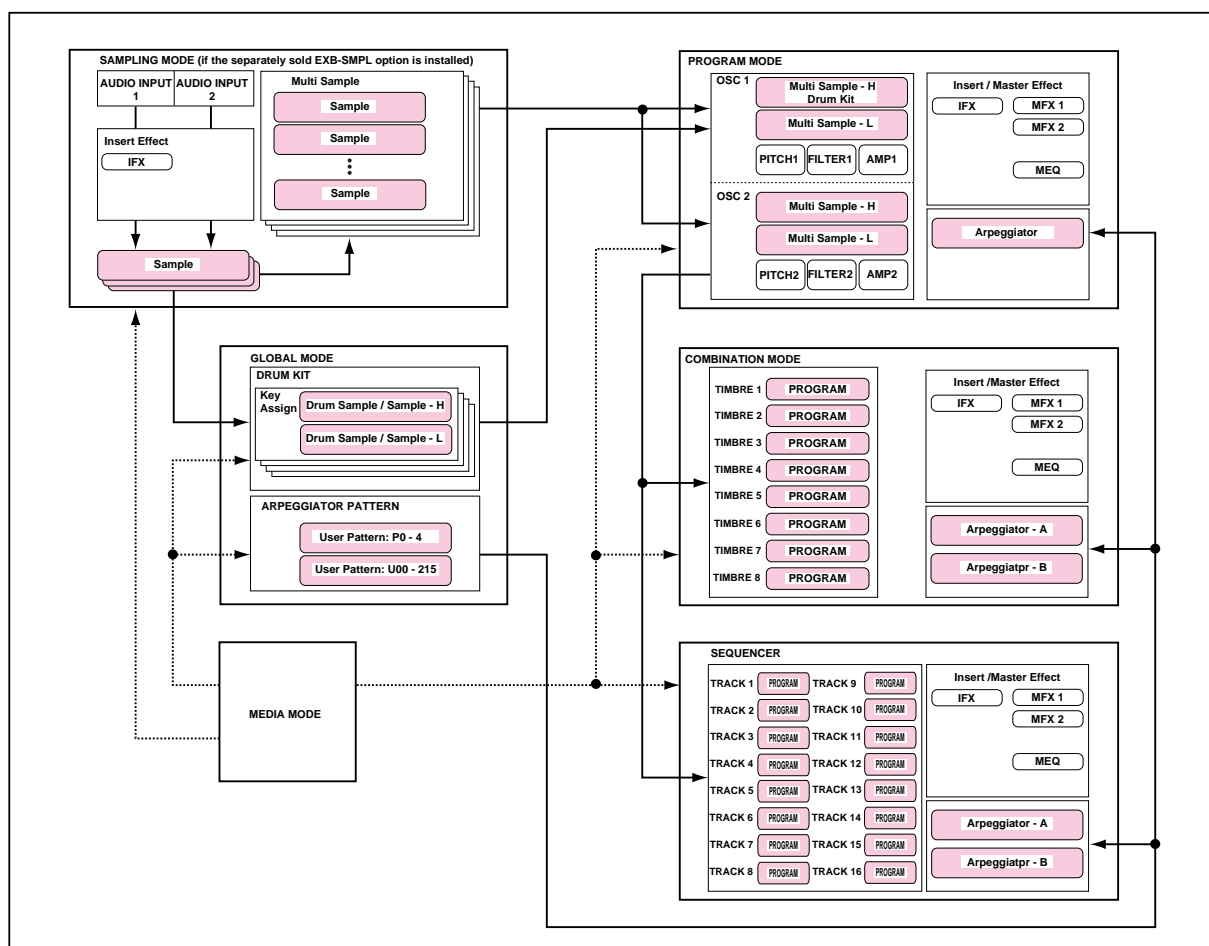 SAMPLING MODE (if the separately sold EXB-SMPL option is installed)
AUDIO INPUT
1
AUDIO INPUT
2
Insert Effect
IFX
Sample
Multi Sample
Sample
Sample
Sample
GLOBAL MODE
DRUM KIT
Key
Assign
Drum Sample / Sample - H
Drum Sample / Sample - L
ARPEGGIATOR PATTERN
User Pattern: P0 - 4
User Pattern: U00 - 215
MEDIA MODE
PROGRAM MODE
OSC 1
Multi Sample - H
Drum Kit
Multi Sample - L
PITCH1
FILTER1
AMP1
OSC 2
Multi Sample - H
Multi Sample - L
PITCH2
FILTER2
AMP2
Insert / Master Effect
IFX
MFX 1
MFX 2
MEQ
Arpeggiator
COMBINATION MODE
TIMBRE 1 PROGRAM
TIMBRE 2 PROGRAM
TIMBRE 3 PROGRAM
TIMBRE 4 PROGRAM
TIMBRE 5 PROGRAM
TIMBRE 6 PROGRAM
TIMBRE 7 PROGRAM
TIMBRE 8 PROGRAM
Insert /Master Effect
IFX
MFX 1
MFX 2
MEQ
Arpeggiator - A
Arpeggiatpr - B
SEQUENCER
TRACK 1 PROGRAM TRACK 9 PROGRAM
TRACK 2 PROGRAM TRACK 10 PROGRAM
TRACK 3 PROGRAM TRACK 11 PROGRAM
TRACK 4 PROGRAM TRACK 12 PROGRAM
TRACK 5 PROGRAM TRACK 13 PROGRAM
TRACK 6 PROGRAM TRACK 14 PROGRAM
TRACK 7 PROGRAM TRACK 15 PROGRAM
TRACK 8 PROGRAM TRACK 16 PROGRAM
Insert /Master Effect
IFX
MFX 1
MFX 2
MEQ
Arpeggiator - A
Arpeggiatpr - B